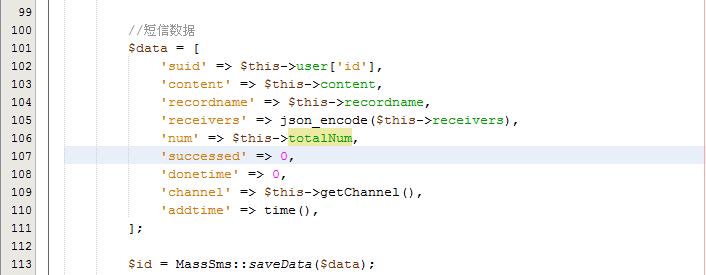 99
100 //短信数据
101 $data = [
102 'suid' => $this->user['id'],
103 'content' => $this->content,
104 'recordname' => $this->recordname,
105 'receivers' => json_encode($this->receivers),
106 'num' => $this->totalNum,
107 'successed' => 0,
108 'donetime' => 0,
109 'channel' => $this->getChannel(),
110 'addtime' => time(),
111 ];
112
113 $id = MassSms::saveData($data);